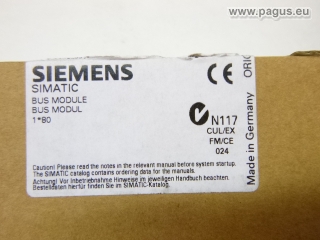 www.pagus.eu
SIEMENS
SIMATIC
BUS MODULE
BUS MODUL
1*80
N117
CUL/EX
FM/CE
024
Made in Germany
ORIG
Caution! Please read the notes in the relevant manual before system startup.
The SIMATIC catalog contains ordering data for the manuals.
Achtung! Vor Inbetriebnahme Hinweise im jeweiligen Handbuch beachten.
Bestelldaten hierfür finden Sie im SIMATIC-Katalog.